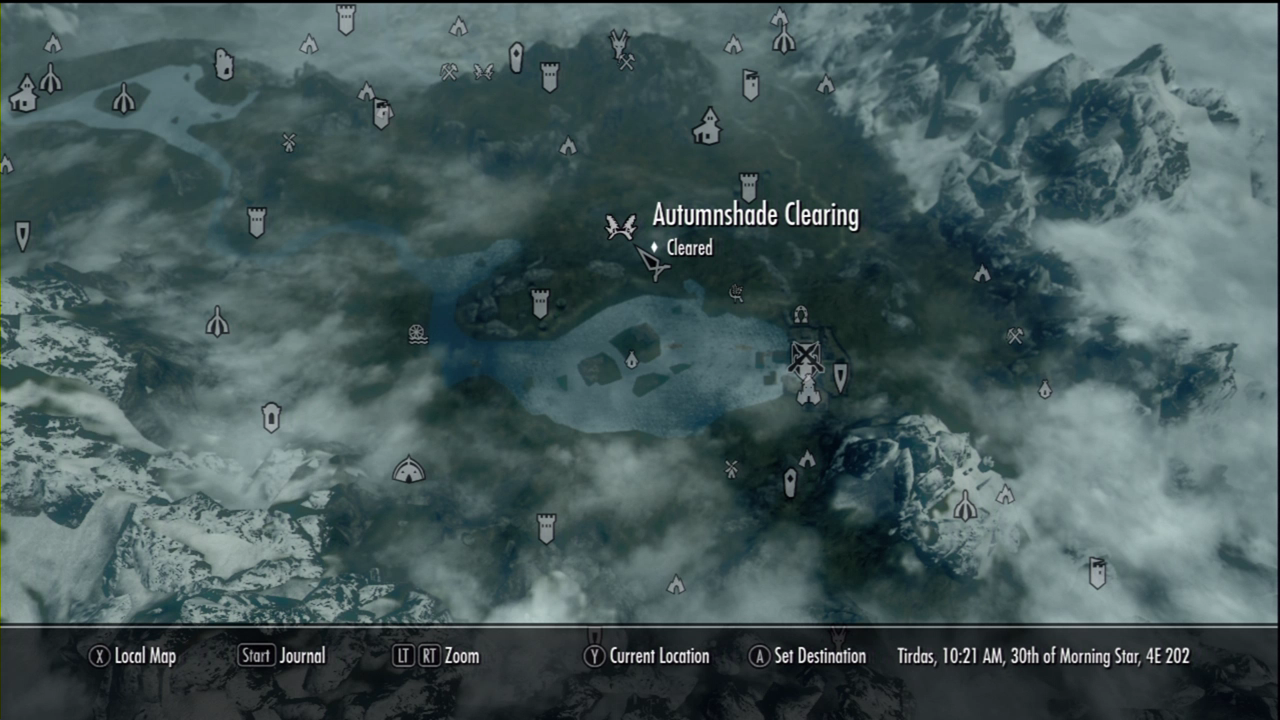 Autumnshade Clearing
Cleared
X Local Map Start Journal LT RT Zoom Y Current Location A Set Destination Tirdas, 10:21 AM, 30th of Morning Star, 4E 202